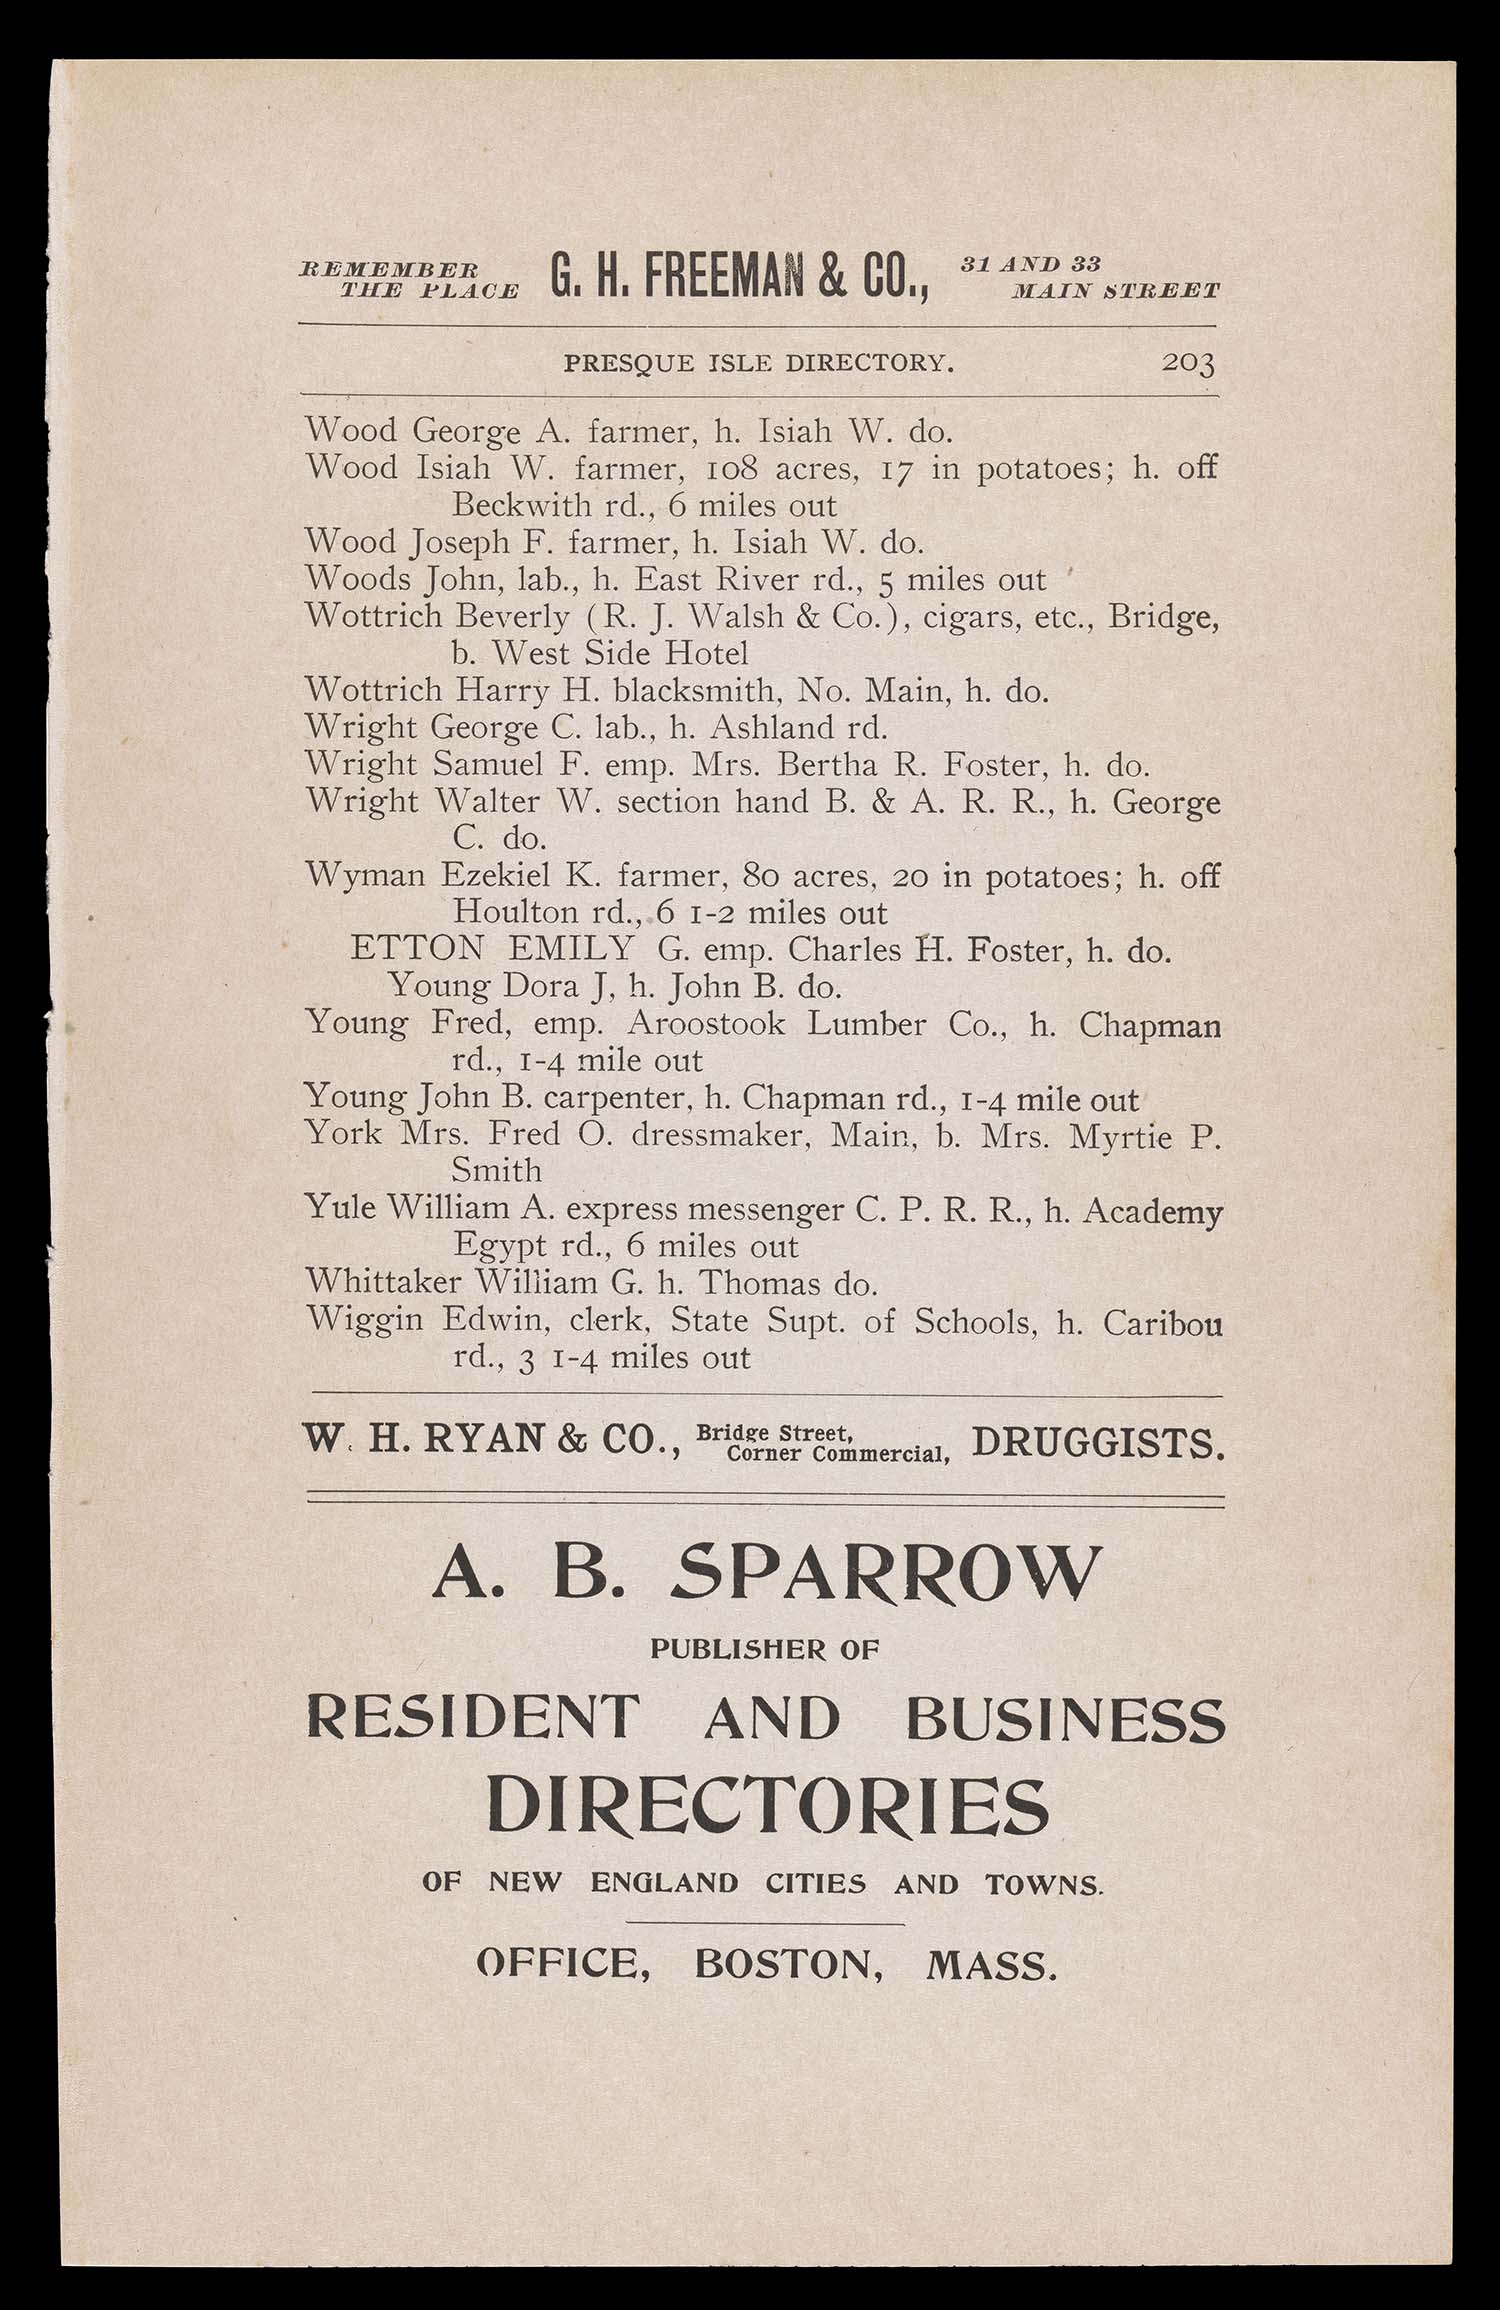 REMEMBER
THE PLACE
G. H. FREEMAN & CO.,
31 AND 33
MAIN STREET
PRESQUE ISLE DIRECTORY. 203
Wood George A. farmer, h. Isiah W. do.
Wood Isiah W. farmer, 108 acres, 17 in potatoes; h. off
Beckwith rd., 6 miles out
Wood Joseph F. farmer, h. Isiah W. do.
Woods John, lab., h. East River rd., 5 miles out
Wottrich Beverly (R. J. Walsh & Co.), cigars, etc., Bridge,
b. West Side Hotel
Wottrich Harry H. blacksmith, No. Main, h. do.
Wright George C. lab., h. Ashland rd.
Wright Samuel F. emp. Mrs. Bertha R. Foster, h. do.
Wright Walter W. section hand B. & A. R. R., h. George
C. do.
Wyman Ezekiel K. farmer, 80 acres, 20 in potatoes; h. off
Houlton rd., 6 1-2 miles out
ETTON EMILY G. emp. Charles H. Foster, h. do.
Young Dora J, h. John B. do.
Young Fred, emp. Aroostook Lumber Co., h. Chapman
rd., 1-4 mile out
Young John B. carpenter, h. Chapman rd., 1-4 mile out
York Mrs. Fred O. dressmaker, Main, b. Mrs. Myrtie P.
Smith
Yule William A. express messenger C. P. R. R., h. Academy
Egypt rd., 6 miles out
Whittaker William G. h. Thomas do.
Wiggin Edwin, clerk, State Supt. of Schools, h. Caribou
rd., 3 1-4 miles out
W. H. RYAN & CO.,
Bridge Street,
Corner Commercial,
DRUGGISTS.
A. B. SPARROW
PUBLISHER OF
RESIDENT AND BUSINESS
DIRECTORIES
OF NEW ENGLAND CITIES AND TOWNS.
OFFICE, BOSTON, MASS.